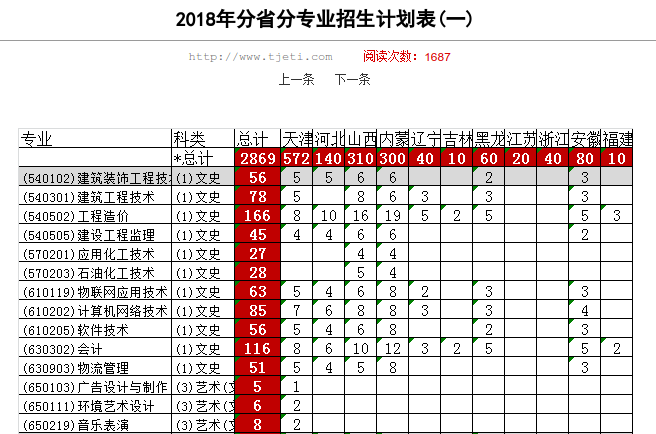 2018年分省分专业招生计划表(一)
http://www.tjeti.com 阅读次数：1687
上一条 下一条
专业 科类 总计 天津 河北 山西 内蒙 辽宁 吉林 黑龙 江苏 浙江 安徽 福建
*总计 2869 572 140 310 300 40 10 60 20 40 80 10
(540102)建筑装饰工程技 (1)文史 56 5 5 6 6 2 3
(540301)建筑工程技术 (1)文史 78 5 8 6 3 3 3
(540502)工程造价 (1)文史 166 8 10 16 19 5 2 5 5 3
(540505)建设工程监理 (1)文史 45 4 4 6 6 2
(570201)应用化工技术 (1)文史 27 4 4
(570203)石油化工技术 (1)文史 28 5 4
(610119)物联网应用技术 (1)文史 63 5 4 6 8 2 3 3
(610202)计算机网络技术 (1)文史 85 7 6 8 8 3 3 4
(610205)软件技术 (1)文史 56 5 4 6 8 2 3
(630302)会计 (1)文史 116 8 6 10 12 3 2 5 5 2
(630903)物流管理 (1)文史 51 5 4 5 8 3
(650103)广告设计与制作 (3)艺术(文 5 1
(650111)环境艺术设计 (3)艺术(文 6 2
(650219)音乐表演 (3)艺术(文 8 2